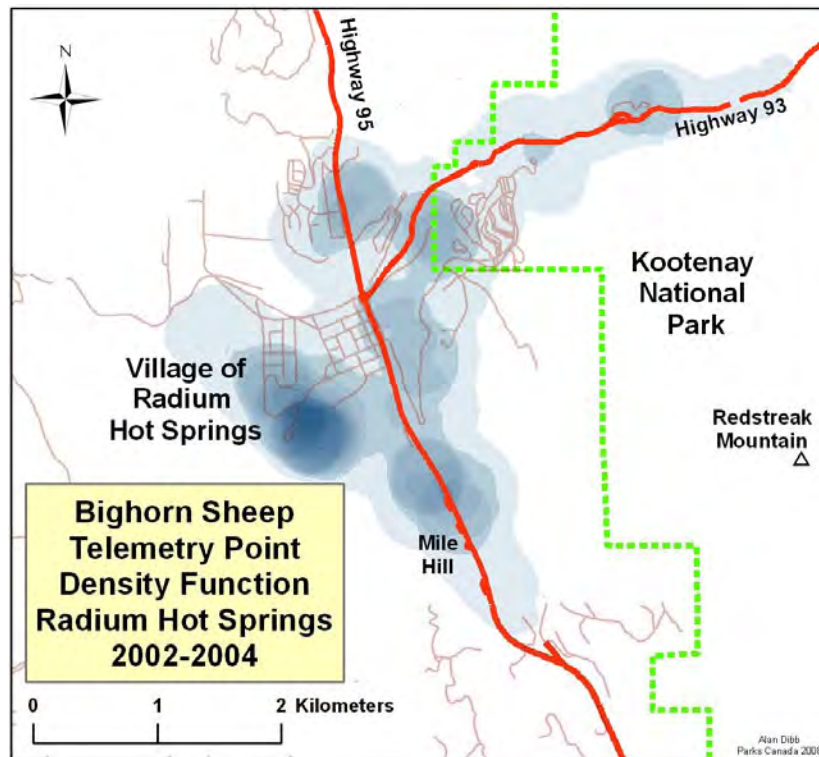 N
Highway 95
Highway 93
Kootenay
National
Park
Village of
Radium
Hot Springs
Redstreak
Mountain
Mile
Hill
Bighorn Sheep
Telemetry Point
Density Function
Radium Hot Springs
2002-2004
0 1 2 Kilometers
Alan Dibb
Parks Canada 2008